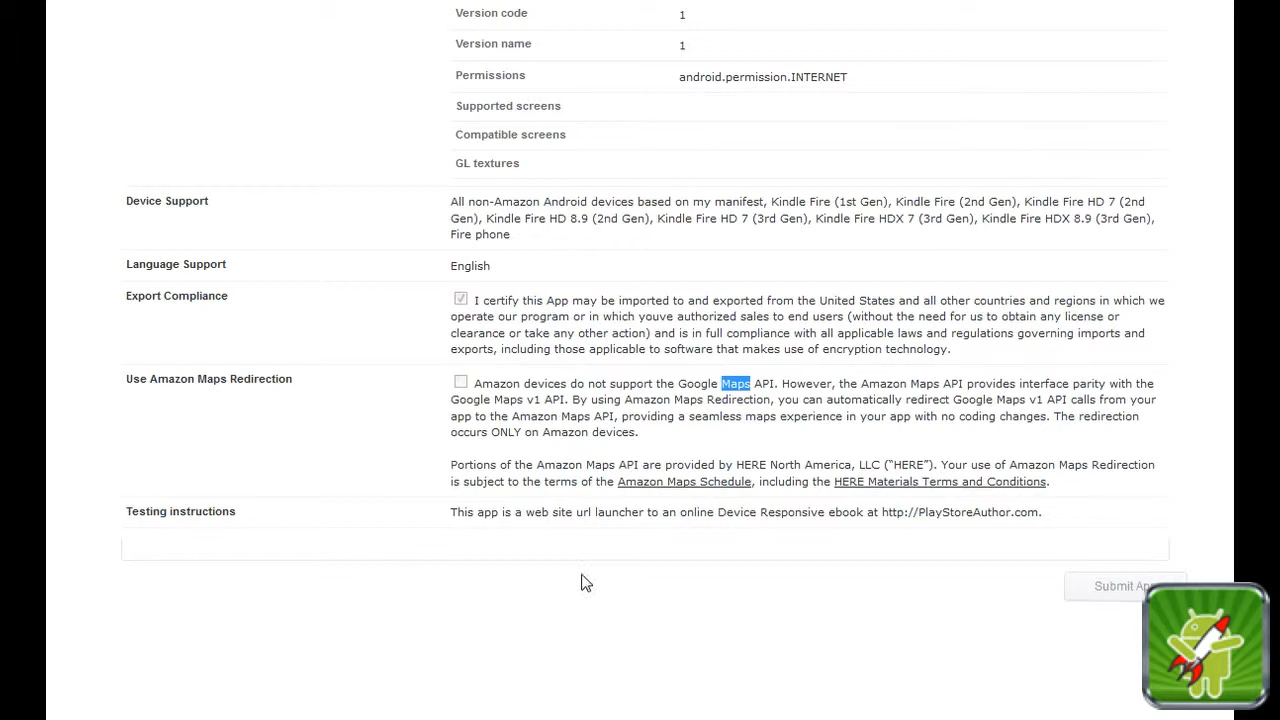 Version code 1
Version name 1
Permissions android.permission.INTERNET
Supported screens
Compatible screens
GL textures
Device Support All non-Amazon Android devices based on my manifest, Kindle Fire (1st Gen), Kindle Fire (2nd Gen), Kindle Fire HD 7 (2nd
Gen), Kindle Fire HD 8.9 (2nd Gen), Kindle Fire HD 7 (3rd Gen), Kindle Fire HDX 7 (3rd Gen), Kindle Fire HDX 8.9 (3rd Gen),
Fire phone
Language Support English
Export Compliance I certify this App may be imported to and exported from the United States and all other countries and regions in which we
operate our program or in which youve authorized sales to end users (without the need for us to obtain any license or
clearance or take any other action) and is in full compliance with all applicable laws and regulations governing imports and
exports, including those applicable to software that makes use of encryption technology.
Use Amazon Maps Redirection Amazon devices do not support the Google Maps API. However, the Amazon Maps API provides interface parity with the
Google Maps v1 API. By using Amazon Maps Redirection, you can automatically redirect Google Maps v1 API calls from your
app to the Amazon Maps API, providing a seamless maps experience in your app with no coding changes. The redirection
occurs ONLY on Amazon devices.
Portions of the Amazon Maps API are provided by HERE North America, LLC (“HERE”). Your use of Amazon Maps Redirection
is subject to the terms of the Amazon Maps Schedule, including the HERE Materials Terms and Conditions.
Testing instructions This app is a web site url launcher to an online Device Responsive ebook at http://PlayStoreAuthor.com.
Submit